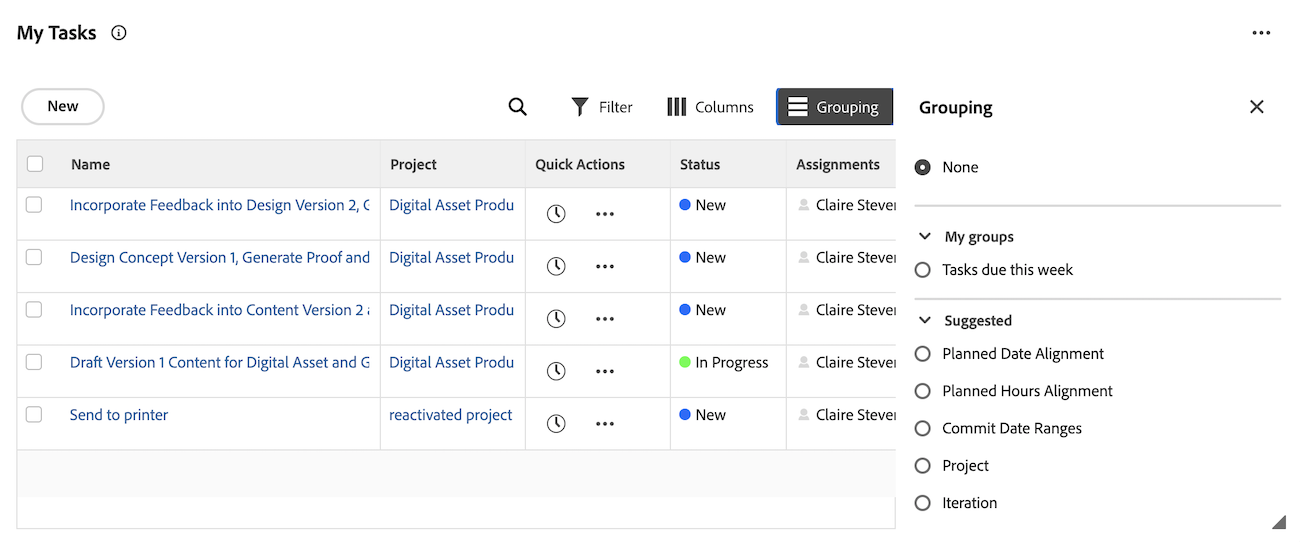 My Tasks
New
Filter
Columns
Grouping
Name
Project
Quick Actions
Status
Assignments
Incorporate Feedback into Design Version 2, G
Digital Asset Produ
New
Claire Steve
Design Concept Version 1, Generate Proof and
Digital Asset Produ
New
Claire Steve
Incorporate Feedback into Content Version 2
Digital Asset Produ
New
Claire Steve
Draft Version 1 Content for Digital Asset and G
Digital Asset Produ
In Progress
Claire Steve
Send to printer
reactivated project
New
Claire Steve
Grouping
None
My groups
Tasks due this week
Suggested
Planned Date Alignment
Planned Hours Alignment
Commit Date Ranges
Project
Iteration